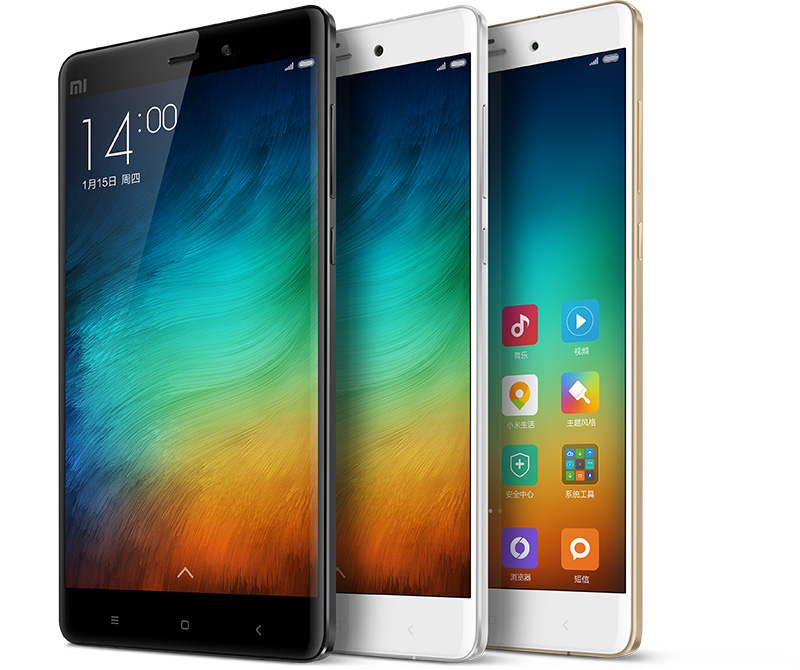 mi
14:00
1月15日 周四
音乐
视频
小米生活
主题风格
安全中心
系统工具
浏览器
短信